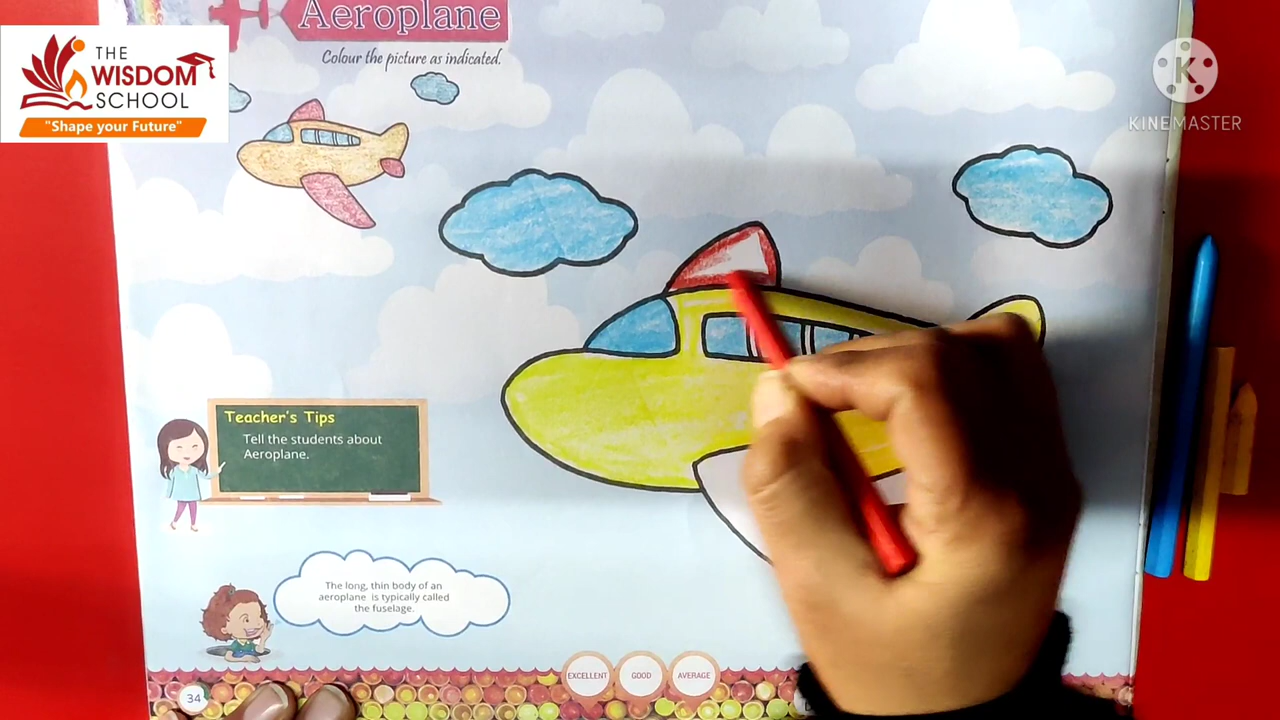 Aeroplane
Colour the picture as indicated.
THE
WISDOM
SCHOOL
"Shape your Future"
K
KINEMASTER
Teacher's Tips
Tell the students about
Aeroplane.
The long, thin body of an
aeroplane is typically called
the fuselage.
EXCELLENT
GOOD
AVERAGE
34